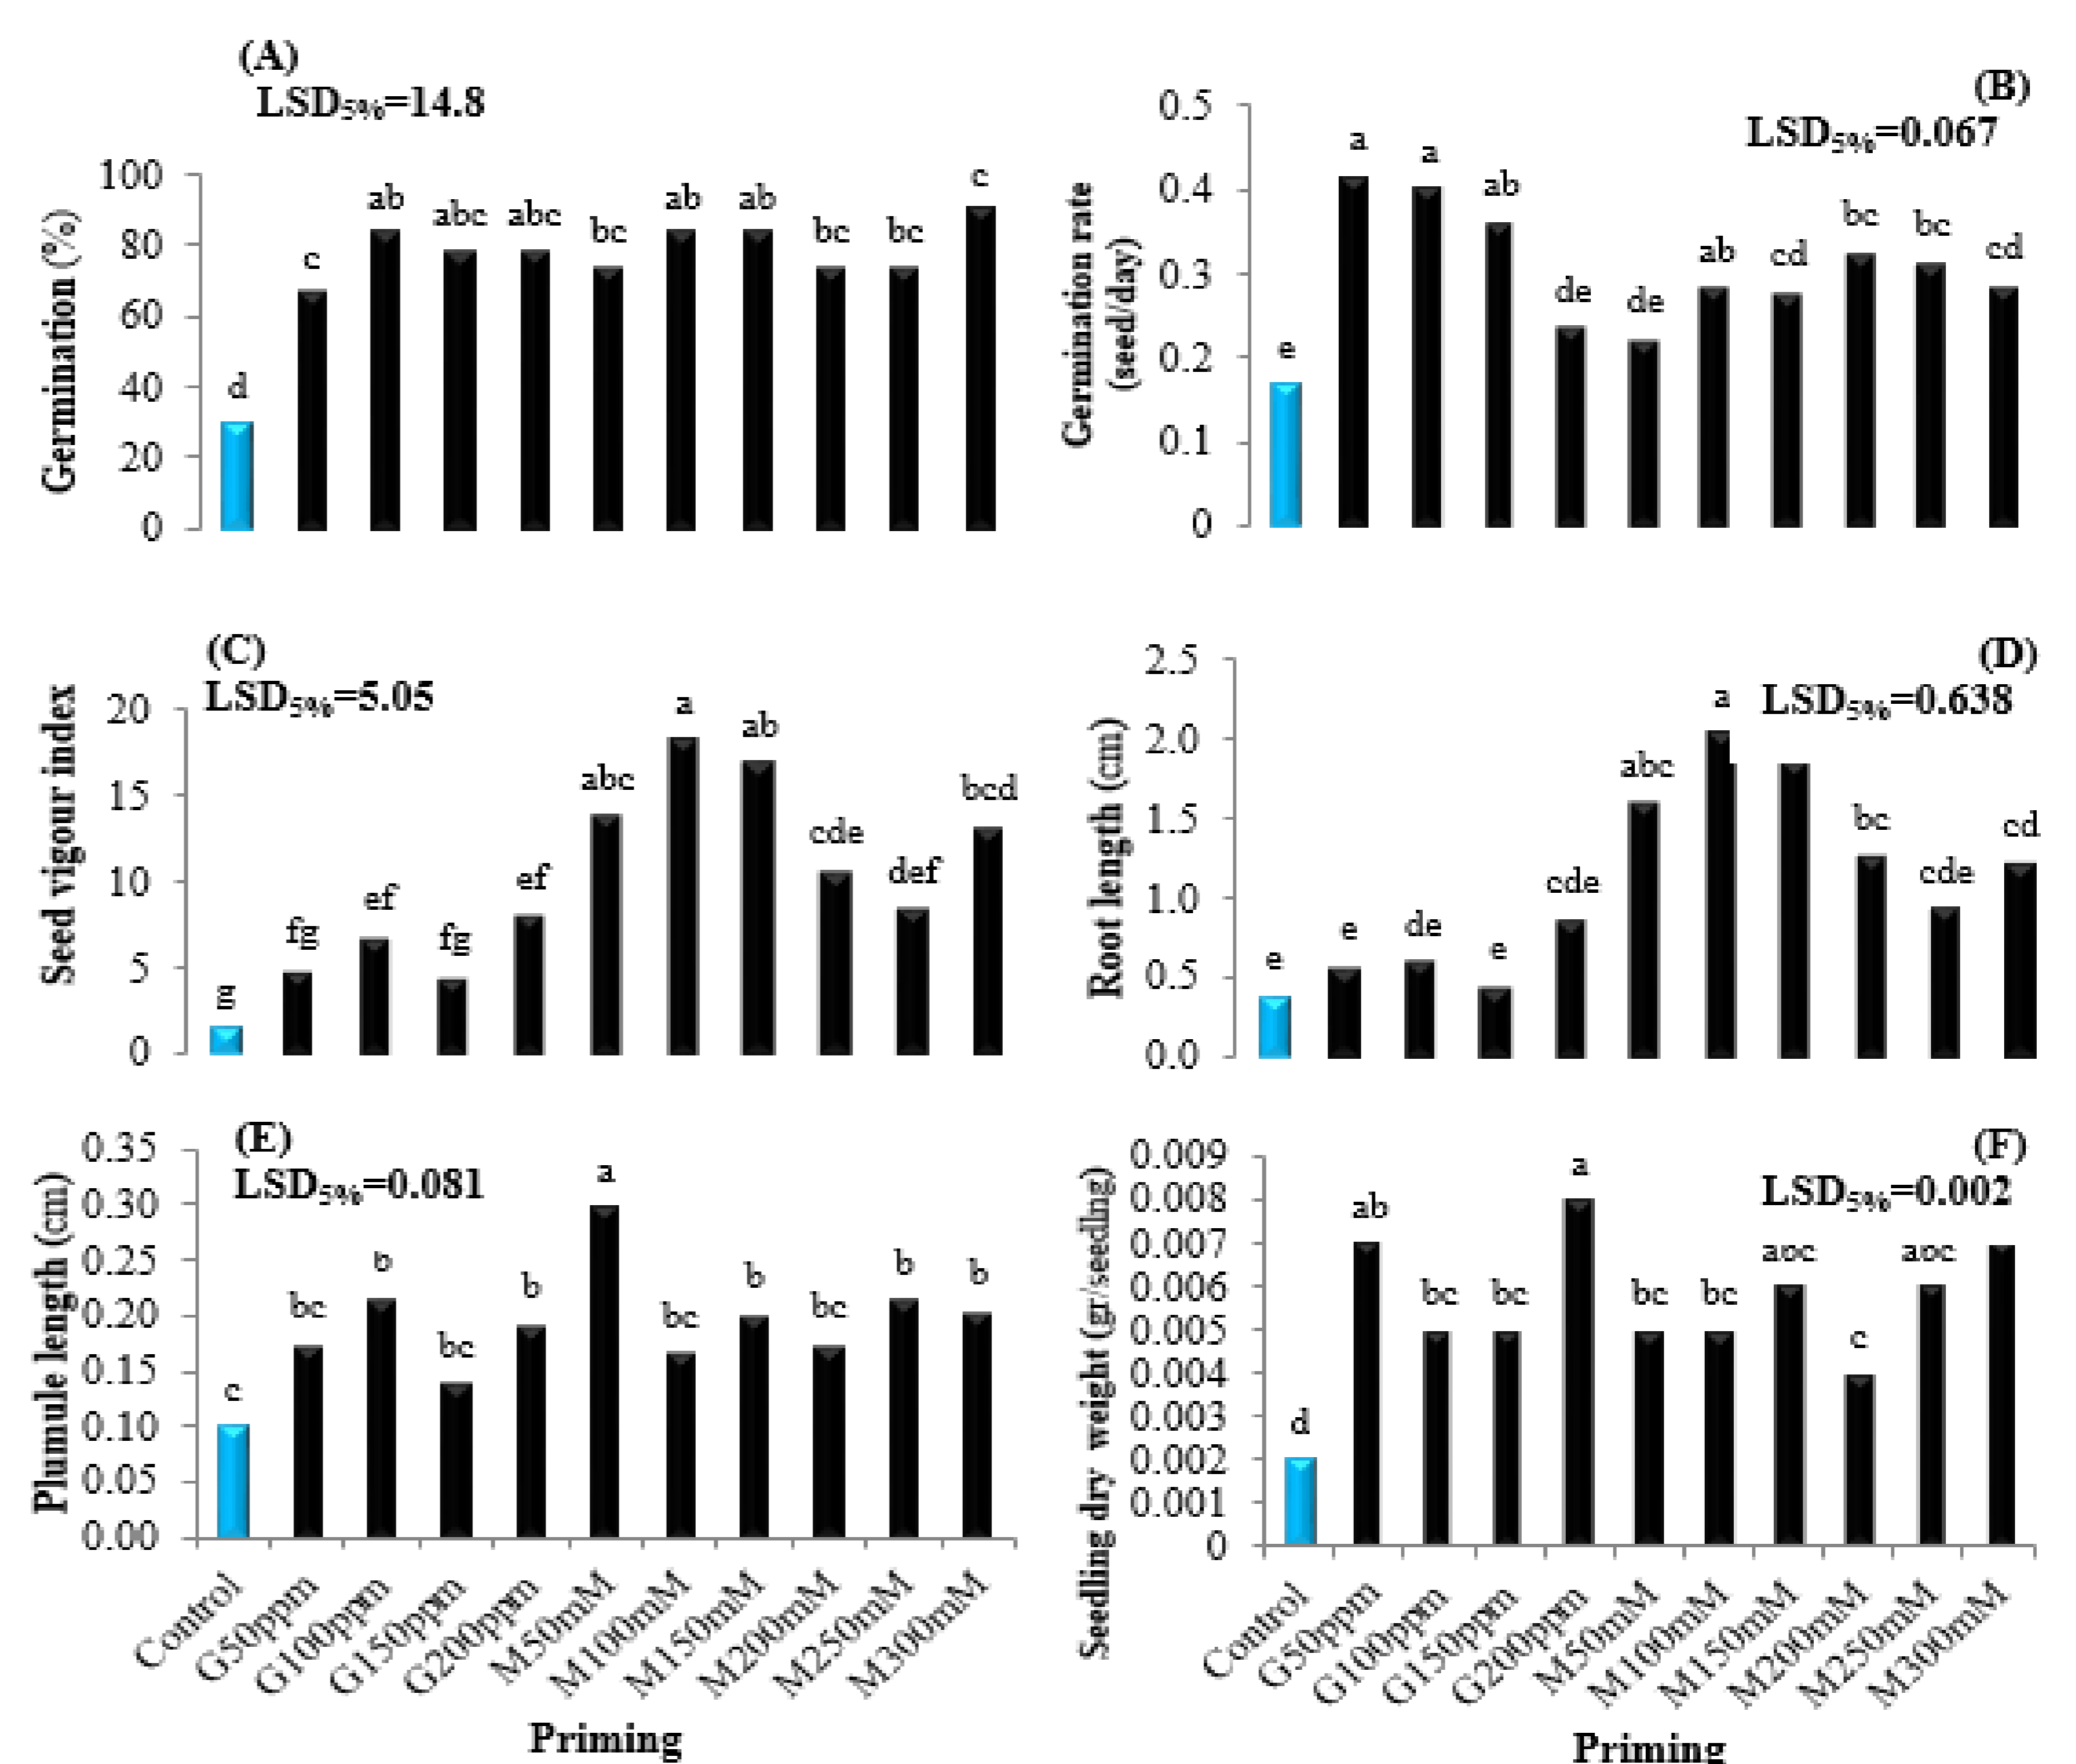 (A)
LSD5%=14.8
Germination (%)
100
80
60
40
20
0
d
c
ab
abc
abc
bc
ab
ab
bc
bc
c
(B)
LSD5%=0.067
Germination rate
(seed/day)
0.5
0.4
0.3
0.2
0.1
0
e
a
a
ab
de
de
ab
cd
bc
bc
cd
(C)
LSD5%=5.05
Seed vigour index
20
15
10
5
0
fg
ef
fg
ef
abc
a
ab
cde
def
bcd
(D)
LSD5%=0.638
Root length (cm)
2.5
2.0
1.5
1.0
0.5
0.0
e
e
de
e
cde
abc
a
bc
cde
cd
(E)
LSD5%=0.081
Plumule length (cm)
0.35
0.30
0.25
0.20
0.15
0.10
0.05
0.00
c
bc
b
bc
b
a
bc
b
bc
b
b
Control
G50ppm
G100ppm
G150ppm
G200ppm
M50mM
M100mM
M150mM
M200mM
M250mM
M300mM
Priming
(F)
LSD5%=0.002
Seedling dry weight (gr/seedlng)
0.009
0.008
0.007
0.006
0.005
0.004
0.003
0.002
0.001
0
d
ab
bc
bc
a
bc
bc
abc
c
abc
Control
G50ppm
G100ppm
G150ppm
G200ppm
M50mM
M100mM
M150mM
M200mM
M250mM
M300mM
Priming